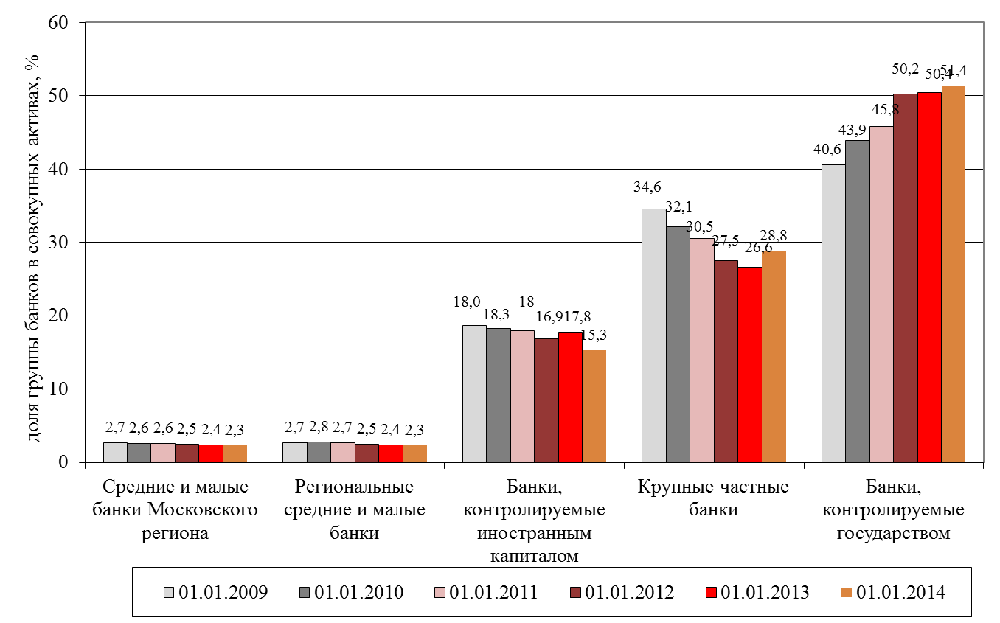 доля группы банков в совокупных активах, %
60
50
40
30
20
10
0
2,7 2,6 2,6 2,5 2,4 2,3
2,7 2,8 2,7 2,5 2,4 2,3
18,0 18,3 18 16,9 17,8 15,3
34,6 32,1 30,5 27,5 26,6 28,8
40,6 43,9 45,8 50,2 50,4 51,4
Средние и малые
банки Московского
региона
Региональные
средние и малые
банки
Банки,
контролируемые
иностранным
капиталом
Крупные частные
банки
Банки,
контролируемые
государством
01.01.2009 01.01.2010 01.01.2011 01.01.2012 01.01.2013 01.01.2014